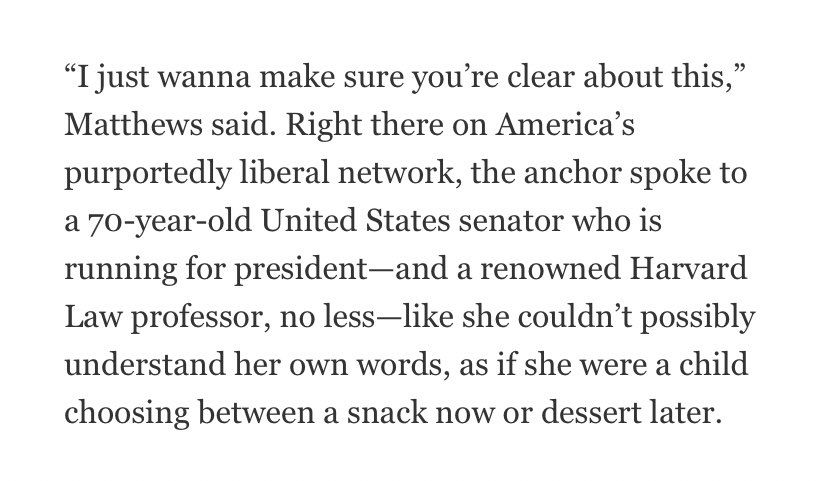 “I just wanna make sure you’re clear about this,”
Matthews said. Right there on America’s
purportedly liberal network, the anchor spoke to
a 70-year-old United States senator who is
running for president—and a renowned Harvard
Law professor, no less—like she couldn’t possibly
understand her own words, as if she were a child
choosing between a snack now or dessert later.